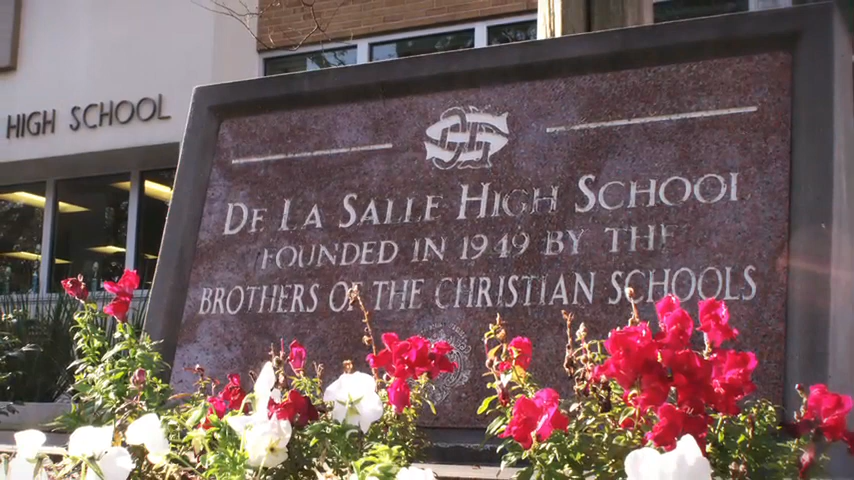 HIGH SCHOOL
DE LA SALLE HIGH SCHOOL
FOUNDED IN 1949 BY THE
BROTHERS OF THE CHRISTIAN SCHOOLS